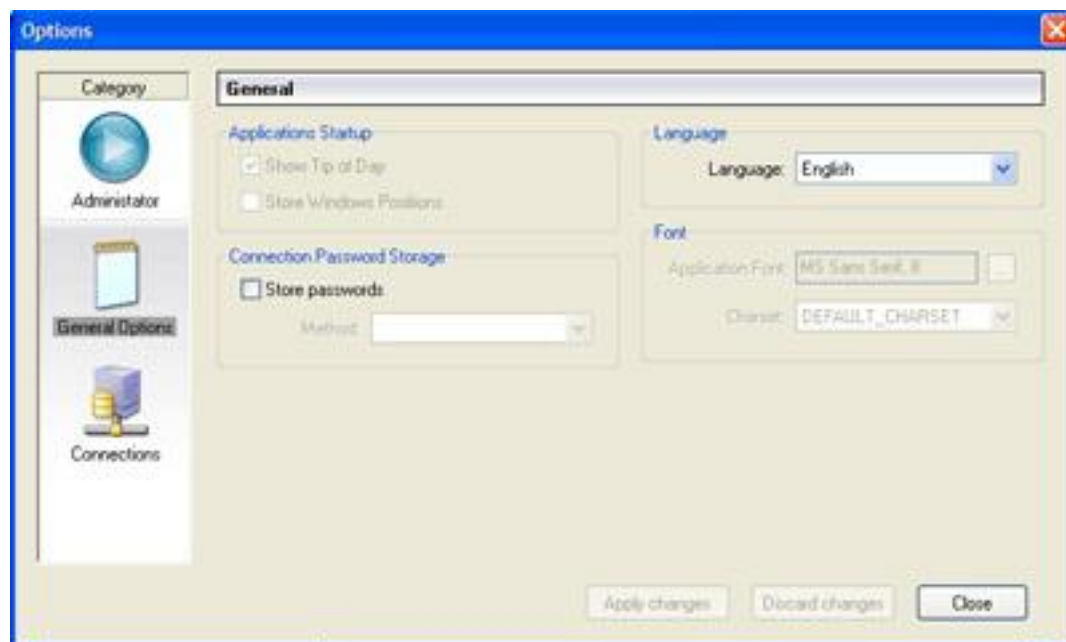 Options
Category
Administator
General Options
Connections
General
Applications Startup
Show Tip of Day
Store Windows Positions
Connection Password Storage
Store passwords
Method:
Language
Language: English
Font
Application Font: MS Sans Serif, 8
Charset: DEFAULT_CHARSET
Apply changes
Discard changes
Close